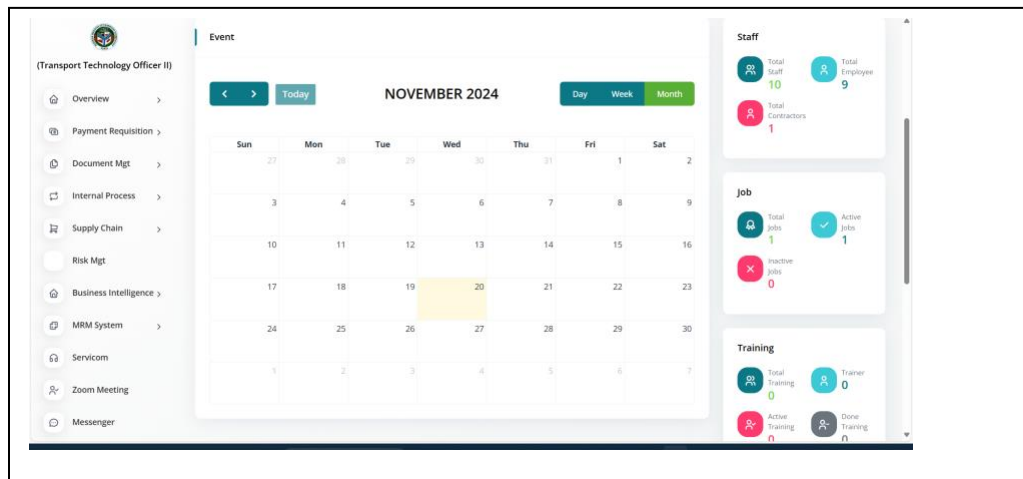 (Transport Technology Officer II)
Overview
Payment Requisition
Document Mgt
Internal Process
Supply Chain
Risk Mgt
Business Intelligence
MRM System
Servicom
Zoom Meeting
Messenger
Event
Today
NOVEMBER 2024
Day Week Month
Sun Mon Tue Wed Thu Fri Sat
27 28 29 30 31 1 2
3 4 5 6 7 8 9
10 11 12 13 14 15 16
17 18 19 20 21 22 23
24 25 26 27 28 29 30
1 2 3 4 5 6 7
Staff
Total
Staff
10
Total
Employee
9
Total
Contractors
1
Job
Total
Jobs
1
Active
Jobs
1
Inactive
Jobs
0
Training
Total
Training
0
Trainer
0
Active
Training
0
Done
Training
0